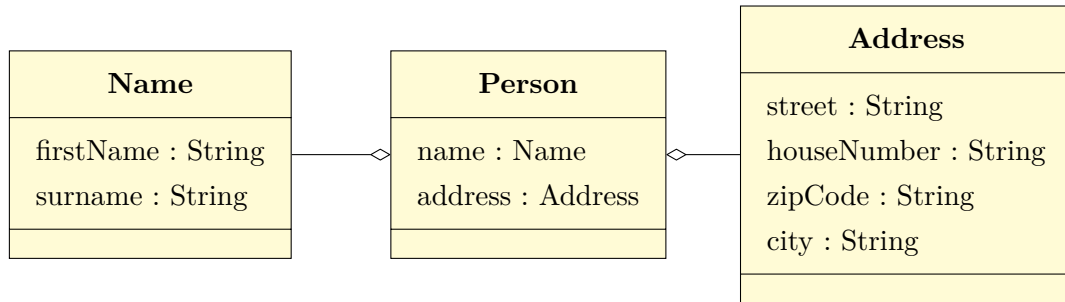 Name
firstName : String
surname : String
Person
name : Name
address : Address
Address
street : String
houseNumber : String
zipCode : String
city : String